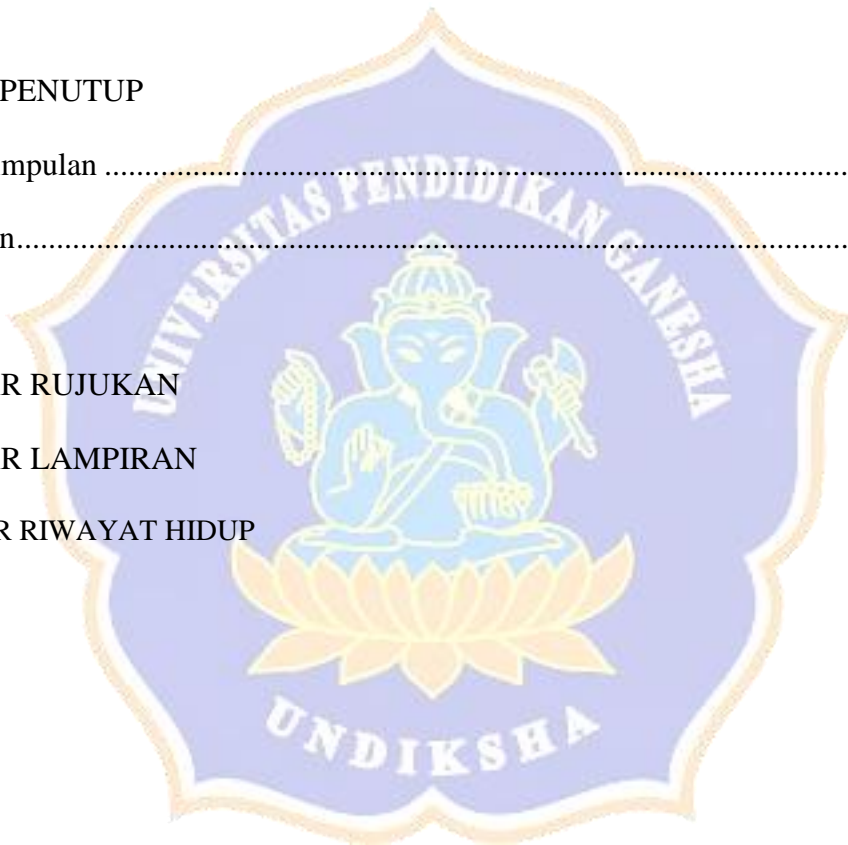 PENUTUP
mpulan ............................................................................................
n.......................................................................................................
R RUJUKAN
R LAMPIRAN
R RIWAYAT HIDUP
UNIVERSITAS PENDIDIKAN GANESHA
UNDIKSHA